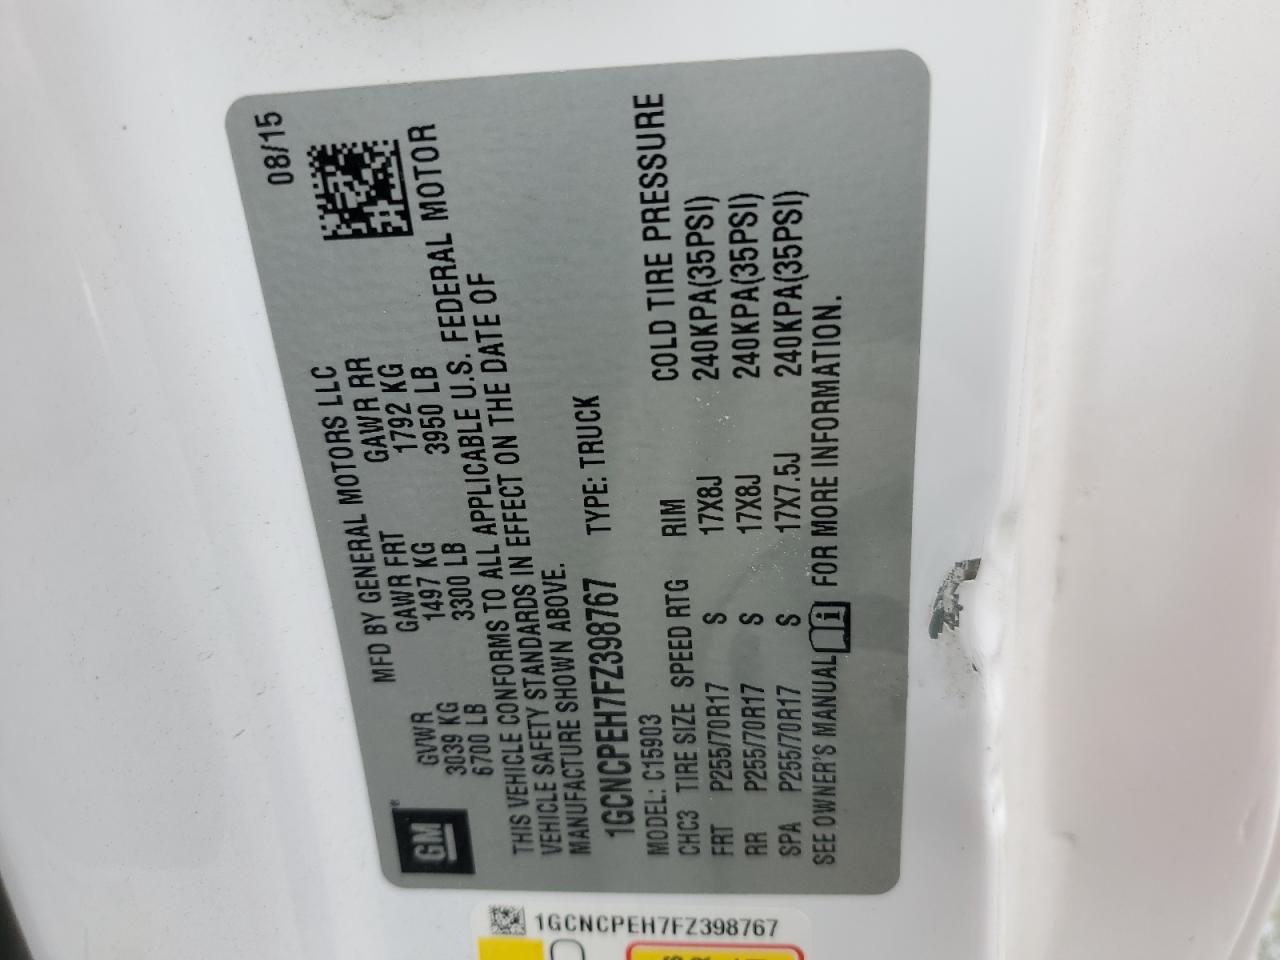 08/15
MFD BY GENERAL MOTORS LLC
GM®
GVWR GAWR FRT GAWR RR
3039 KG 1497 KG 1792 KG
6700 LB 3300 LB 3950 LB
THIS VEHICLE CONFORMS TO ALL APPLICABLE U.S. FEDERAL MOTOR
VEHICLE SAFETY STANDARDS IN EFFECT ON THE DATE OF
MANUFACTURE SHOWN ABOVE.
1GCNCPEH7FZ398767 TYPE: TRUCK
MODEL: C15903
CHC3 TIRE SIZE SPEED RTG RIM COLD TIRE PRESSURE
FRT P255/70R17 S 17X8J 240KPA(35PSI)
RR P255/70R17 S 17X8J 240KPA(35PSI)
SPA P255/70R17 S 17X7.5J 240KPA(35PSI)
SEE OWNER'S MANUAL i FOR MORE INFORMATION.
1GCNCPEH7FZ398767